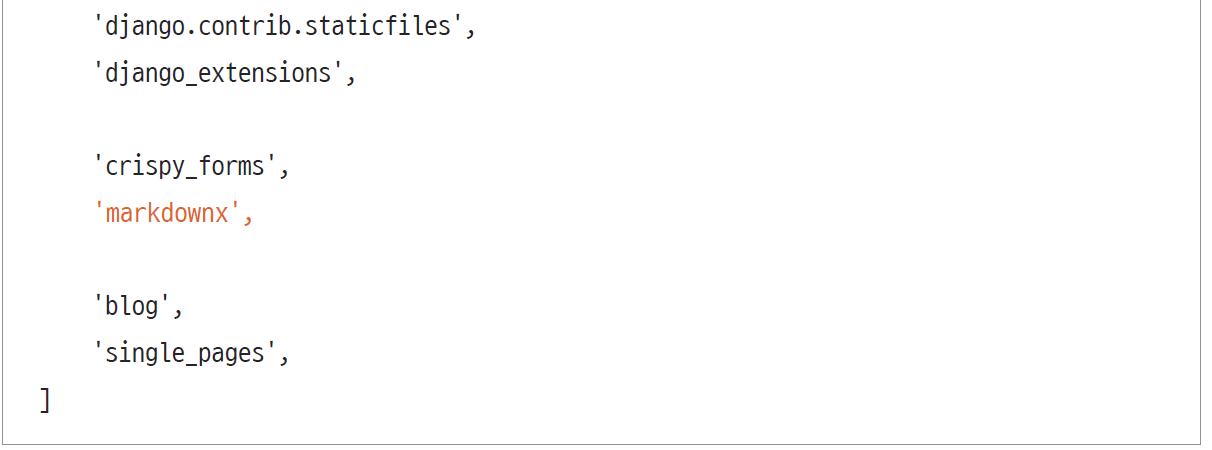 'django.contrib.staticfiles',
'django_extensions',
'crispy_forms',
'markdownx',
'blog',
'single_pages',
]